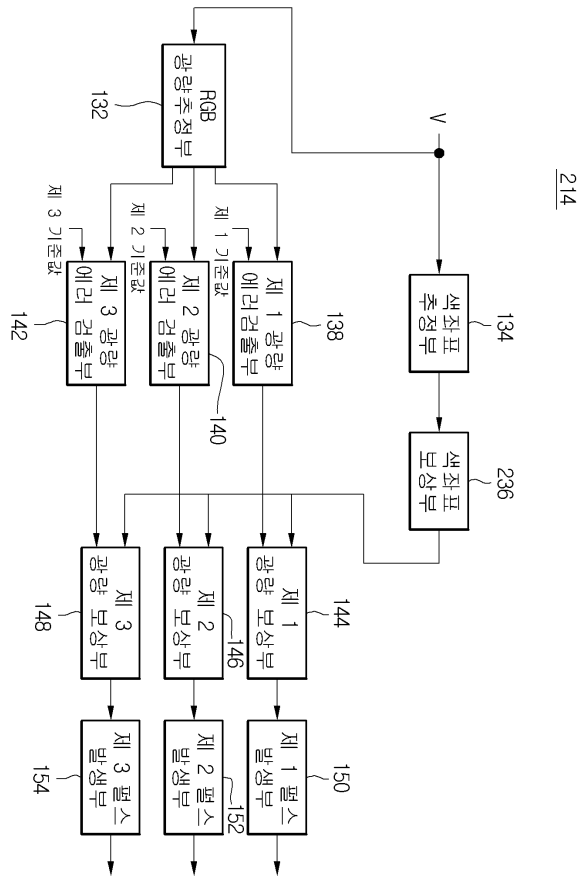 214
V
134
색좌표
추정부
236
색좌표
보상부
RGB
광량추정부
132
제 1 기준값
제 2 기준값
제 3 기준값
138
제 1 광량
에러검출부
140
제 2 광량
에러 검출부
142
제 3 광량
에러 검출부
144
제 1
광량 보상부
146
제 2
광량 보상부
148
제 3
광량 보상부
150
제 1 펄스
발생부
152
제 2 펄스
발생부
154
제 3 펄스
발생부